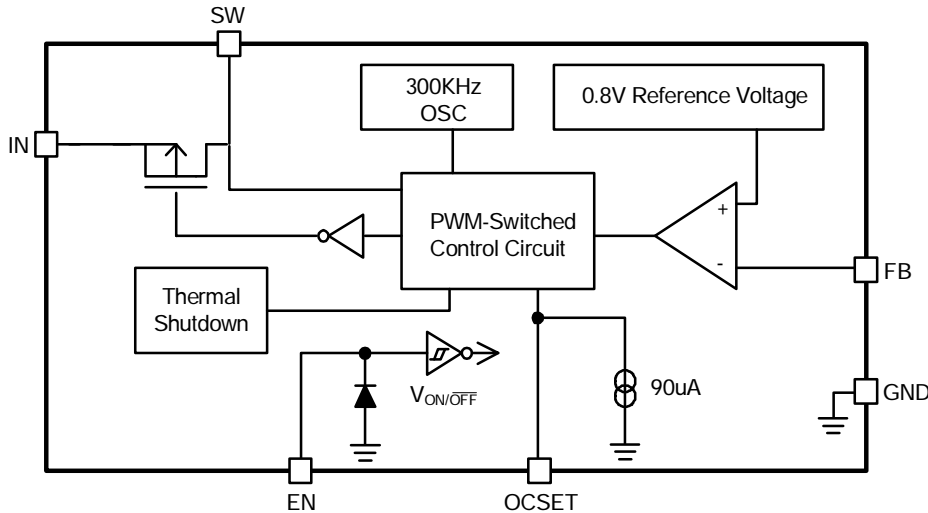 SW
300KHz
OSC
0.8V Reference Voltage
IN
+
PWM-Switched
Control Circuit
-
FB
Thermal
Shutdown
VON/OFF
90uA
GND
EN
OCSET